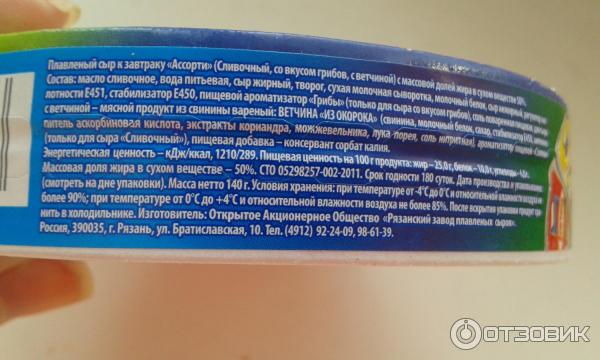 Плавленый сыр к завтраку «Ассорти» (Сливочный, со вкусом грибов, с ветчиной) с массовой долей жира в сухом веществе 50%.
Состав: масло сливочное, вода питьевая, сыр жирный, творог, сухая молочная сыворотка, молочный белок, сыр нежирный, регулятор кис-
лотности Е451, стабилизатор Е450, пищевой ароматизатор «Грибы» (только для сыра со вкусом грибов), соль поваренная пищевая, для сыра
с ветчиной – мясной продукт из свинины вареный: ВЕТЧИНА «ИЗ ОКОРОКА» (свинина, молочный белок, сахар, стабилизатор Е450,
питель аскорбиновая кислота, экстракты кориандра, можжевельника, лука-порея, соль нитритная), ароматизатор пищевой
(только для сыра «Сливочный»), пищевая добавка – консервант сорбат калия.
Энергетическая ценность – кДж/ккал, 1210/289. Пищевая ценность на 100 г продукта: жир – 25,0 г, белок – 10,0 г, углеводы
Массовая доля жира в сухом веществе – 50%. СТО 05298257-002-2011. Срок годности 180 суток. Дата производства и упаковывания
(смотреть на дне упаковки). Масса нетто 140 г. Условия хранения: при температуре от -4°С до 0°С и относительной влажности воздуха не
более 90%; при температуре от 0°С до +4°С и относительной влажности воздуха не более 85%. После вскрытия упаковки продукт хра-
нить в холодильнике. Изготовитель: Открытое Акционерное Общество «Рязанский завод плавленых сыров».
Россия, 390035, г. Рязань, ул. Братиславская, 10. Тел. (4912) 92-24-09, 98-61-39.
ОТЗОВИК